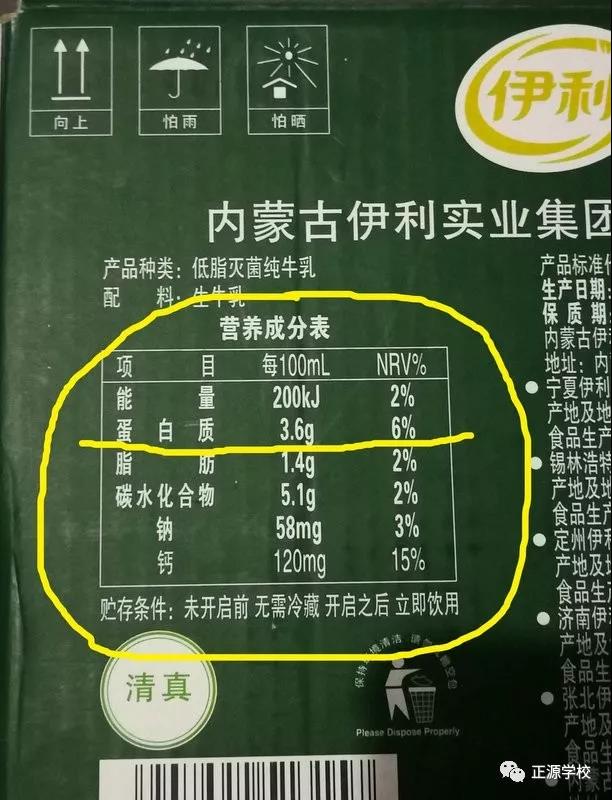 向上
怕雨
怕晒
伊利
内蒙古伊利实业集团
产品种类：低脂灭菌纯牛乳
配 料：生牛乳
营养成分表
项 目 每100mL NRV%
能 量 200kJ 2%
蛋白质 3.6g 6%
脂 肪 1.4g 2%
碳水化合物 5.1g 2%
钠 58mg 3%
钙 120mg 15%
贮存条件：未开启前 无需冷藏 开启之后 立即饮用
清真
Please Dispose Properly
产品标准
生产日期：
保质期：
内蒙古伊
地址：内
宁夏伊利
产地及地
食品生产
锡林浩特
产地及地
食品生产
定州伊利
产地及地
食品生
济南伊
产地及
食品生
张北伊
产地及
食品生
正源学校